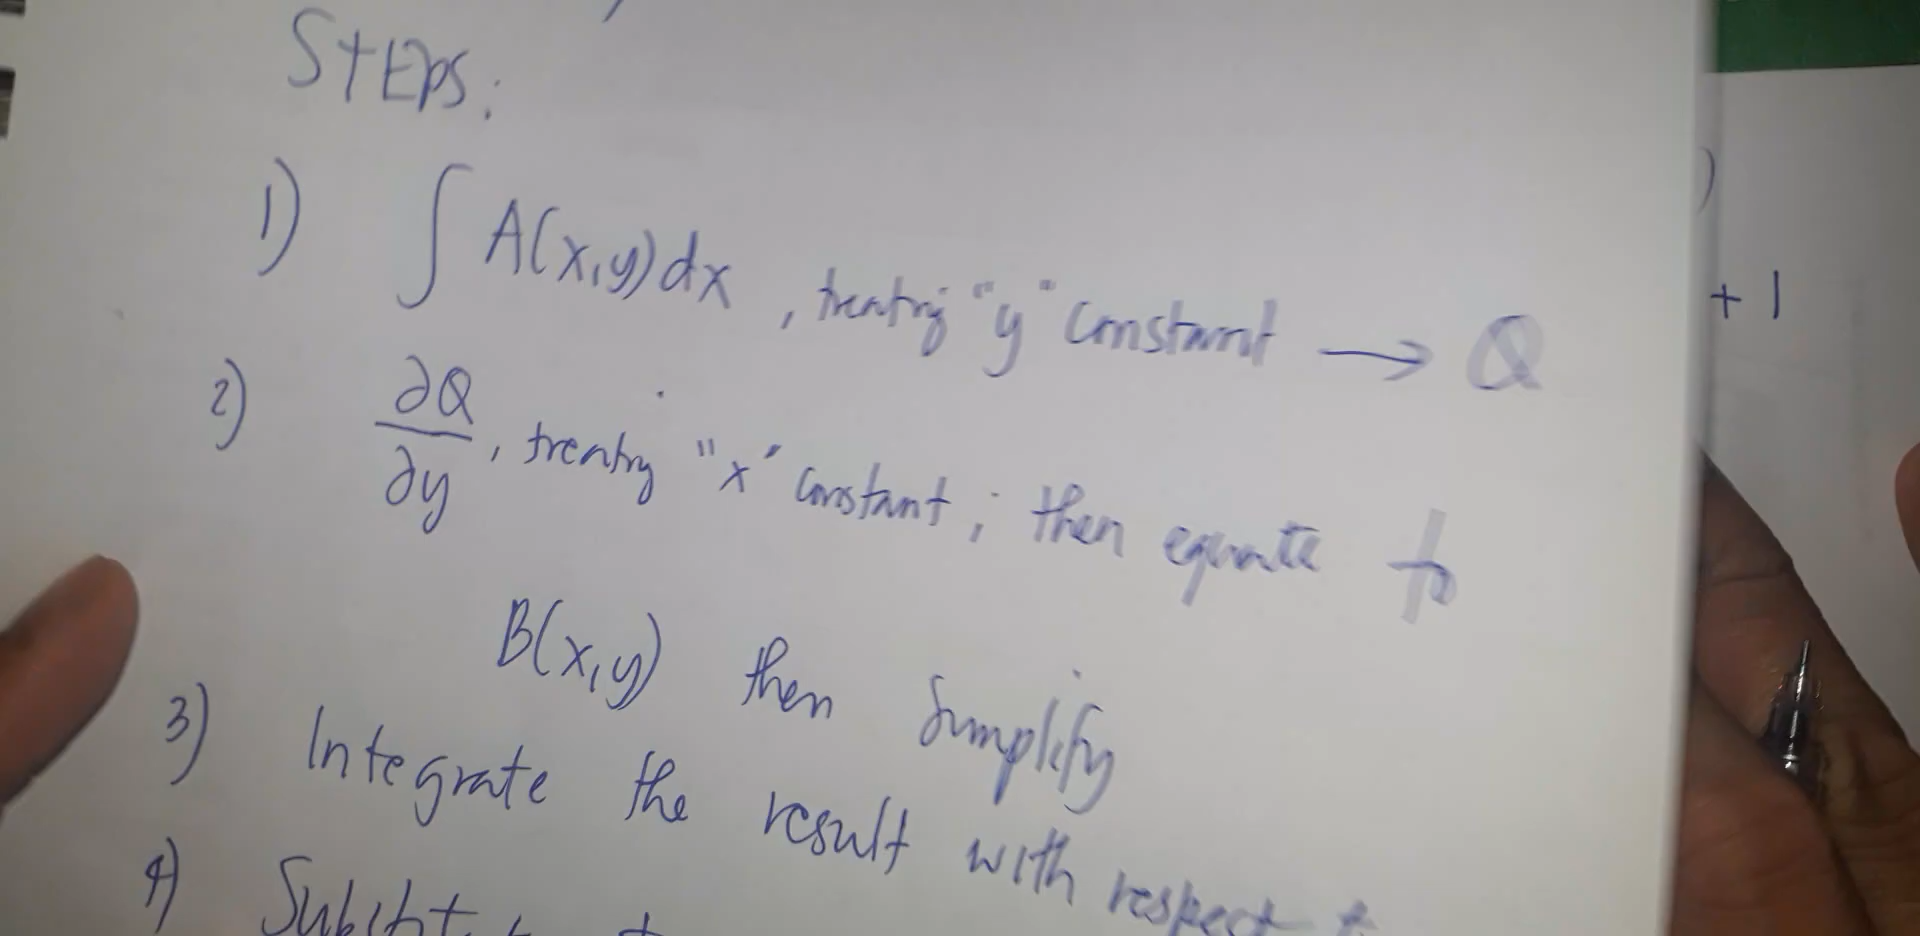 STEPS:
1) ∫ A(x,y) dx , treating "y" constant → Q
2) ∂Q/∂y , treating "x" constant ; then equate to
B(x,y) then simplify
3) Integrate the result with respect to
4)
+ 1